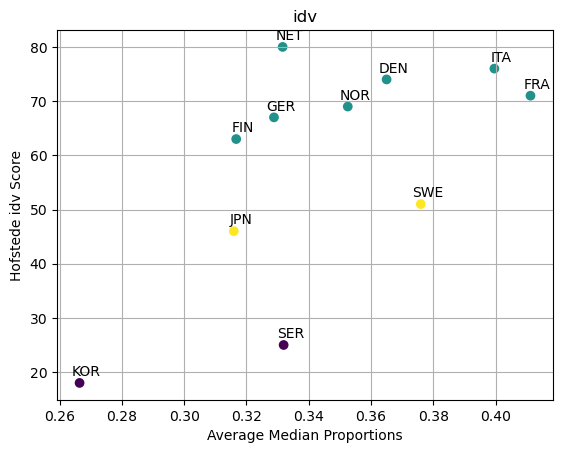 idv
NET
80
ITA
DEN
FRA
70
NOR
GER
FIN
60
SWE
50
JPN
40
30
SER
20
KOR
Hofstede idv Score
0.26 0.28 0.30 0.32 0.34 0.36 0.38 0.40
Average Median Proportions